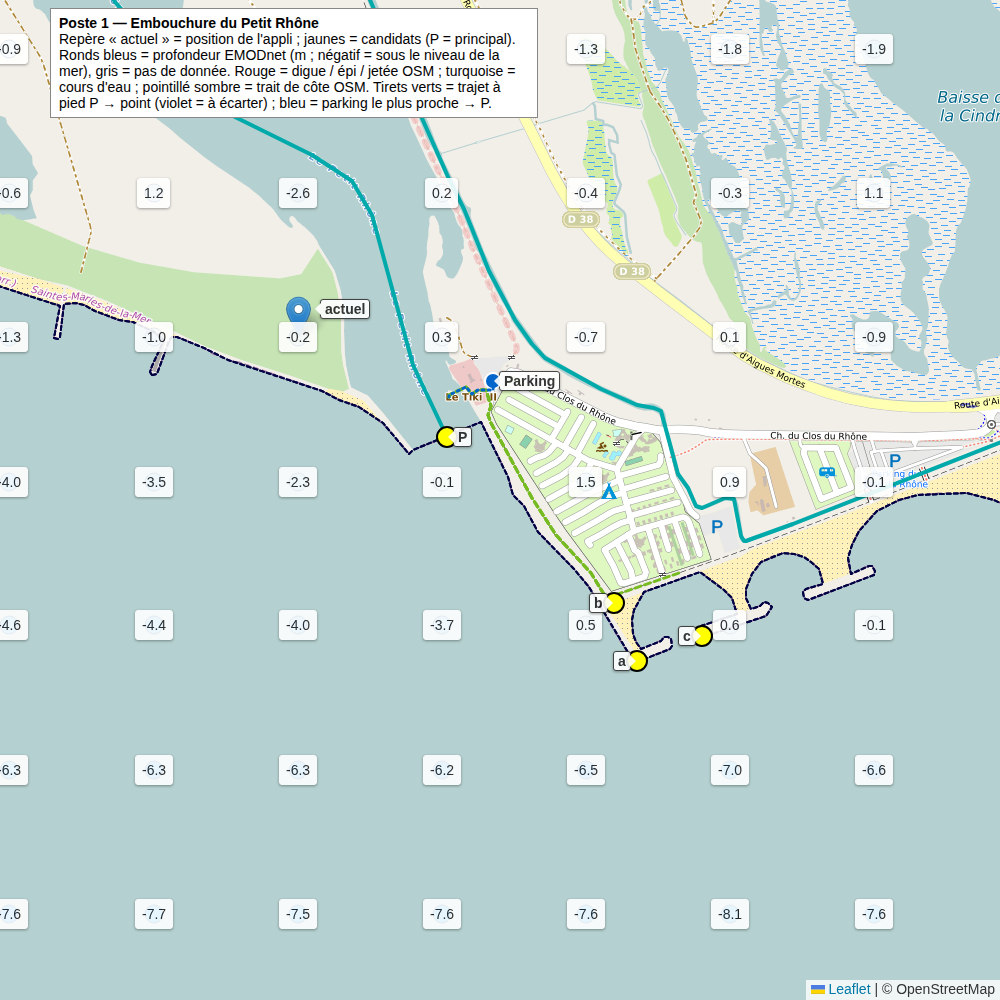 Poste 1 — Embouchure du Petit Rhône
Repère « actuel » = position de l'appli ; jaunes = candidats (P = principal).
Ronds bleus = profondeur EMODnet (m ; négatif = sous le niveau de la
mer), gris = pas de donnée. Rouge = digue / épi / jetée OSM ; turquoise =
cours d'eau ; pointillé sombre = trait de côte OSM. Tirets verts = trajet à
pied P → point (violet = à écarter) ; bleu = parking le plus proche → P.
-0.9
-1.3
-1.8
-1.9
Baisse
la
-0.6
1.2
-2.6
0.2
-0.4
-0.3
1.1
D 38
D 38
Saintes-Maries-de-la-Mer
actuel
-1.3
-1.0
-0.2
0.3
-0.7
0.1
-0.9
d'Aigues Mortes
Parking
Le Tiki III
du Clos du Rhône
Route d'Ai
Ch. du Clos du Rhône
P
P
Rhône
-4.0
-3.5
-2.3
-0.1
1.5
0.9
-0.1
P
b
-4.6
-4.4
-4.0
-3.7
0.5
0.6
-0.1
c
a
-6.3
-6.3
-6.3
-6.2
-6.5
-7.0
-6.6
-7.6
-7.7
-7.5
-7.6
-7.6
-8.1
-7.6
Leaflet | © OpenStreetMap